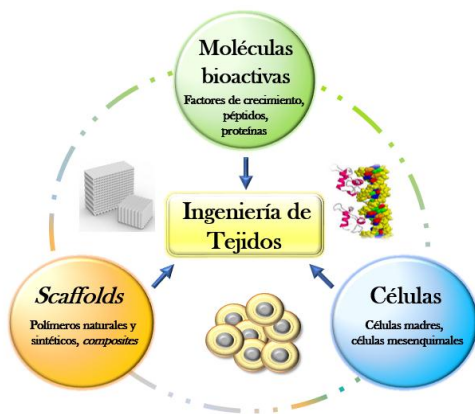 Moléculas
bioactivas
Factores de crecimiento,
péptidos,
proteínas
Ingeniería de
Tejidos
Scaffolds
Polímeros naturales y
sintéticos, composites
Células
Células madres,
células mesenquimales